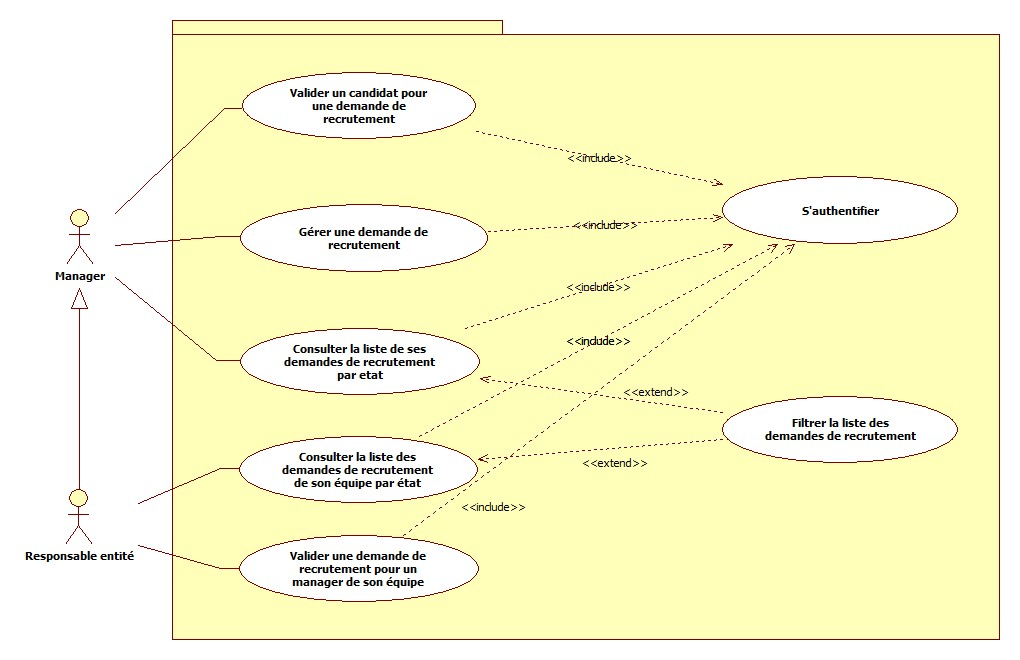 Valider un candidat pour
une demande de
recrutement
<<include>>
S'authentifier
Gérer une demande de
recrutement
<<include>>
Manager
<<include>>
Consulter la liste de ses
demandes de recrutement
par etat
<<include>>
<<extend>>
Filtrer la liste des
demandes de recrutement
Consulter la liste des
demandes de recrutement
de son équipe par état
<<extend>>
<<include>>
Responsable entité
Valider une demande de
recrutement pour un
manager de son équipe